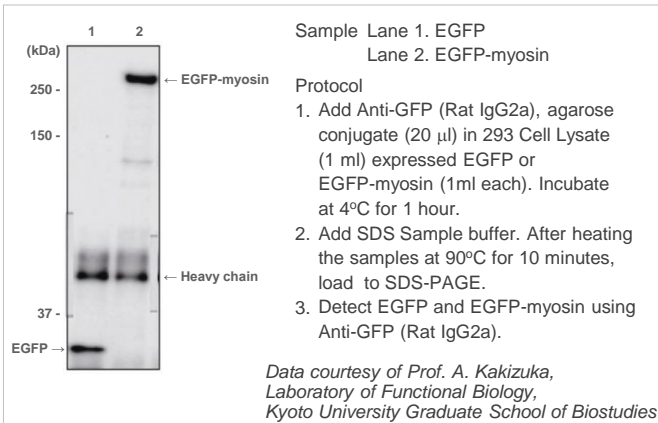 1 2
(kDa)
← EGFP-myosin
250 -
150 -
← Heavy chain
37 -
EGFP →
Sample Lane 1. EGFP
Lane 2. EGFP-myosin
Protocol
1. Add Anti-GFP (Rat IgG2a), agarose
conjugate (20 μl) in 293 Cell Lysate
(1 ml) expressed EGFP or
EGFP-myosin (1ml each). Incubate
at 4ºC for 1 hour.
2. Add SDS Sample buffer. After heating
the samples at 90ºC for 10 minutes,
load to SDS-PAGE.
3. Detect EGFP and EGFP-myosin using
Anti-GFP (Rat IgG2a).
Data courtesy of Prof. A. Kakizuka,
Laboratory of Functional Biology,
Kyoto University Graduate School of Biostudies